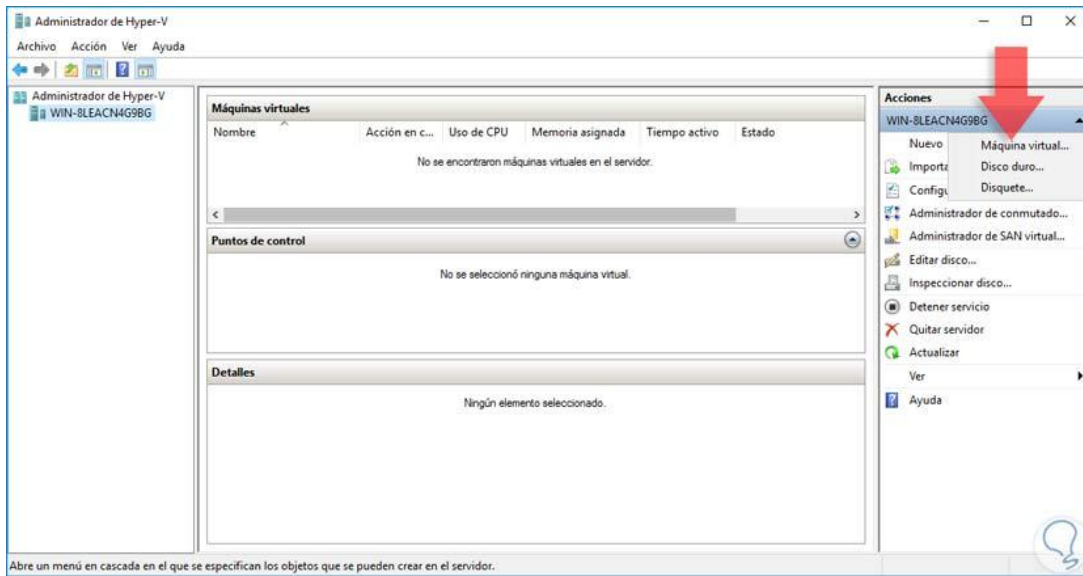 Administrador de Hyper-V
Archivo Acción Ver Ayuda
Administrador de Hyper-V
WIN-8LEACN4G9BG
Máquinas virtuales
Nombre Acción en c... Uso de CPU Memoria asignada Tiempo activo Estado
No se encontraron máquinas virtuales en el servidor.
Puntos de control
No se seleccionó ninguna máquina virtual.
Detalles
Ningún elemento seleccionado.
Acciones
WIN-8LEACN4G9BG
Nuevo
Máquina virtual...
Importa
Disco duro...
Configu
Disquete...
Administrador de conmutado...
Administrador de SAN virtual...
Editar disco...
Inspeccionar disco...
Detener servicio
Quitar servidor
Actualizar
Ver
Ayuda
Abre un menú en cascada en el que se especifican los objetos que se pueden crear en el servidor.